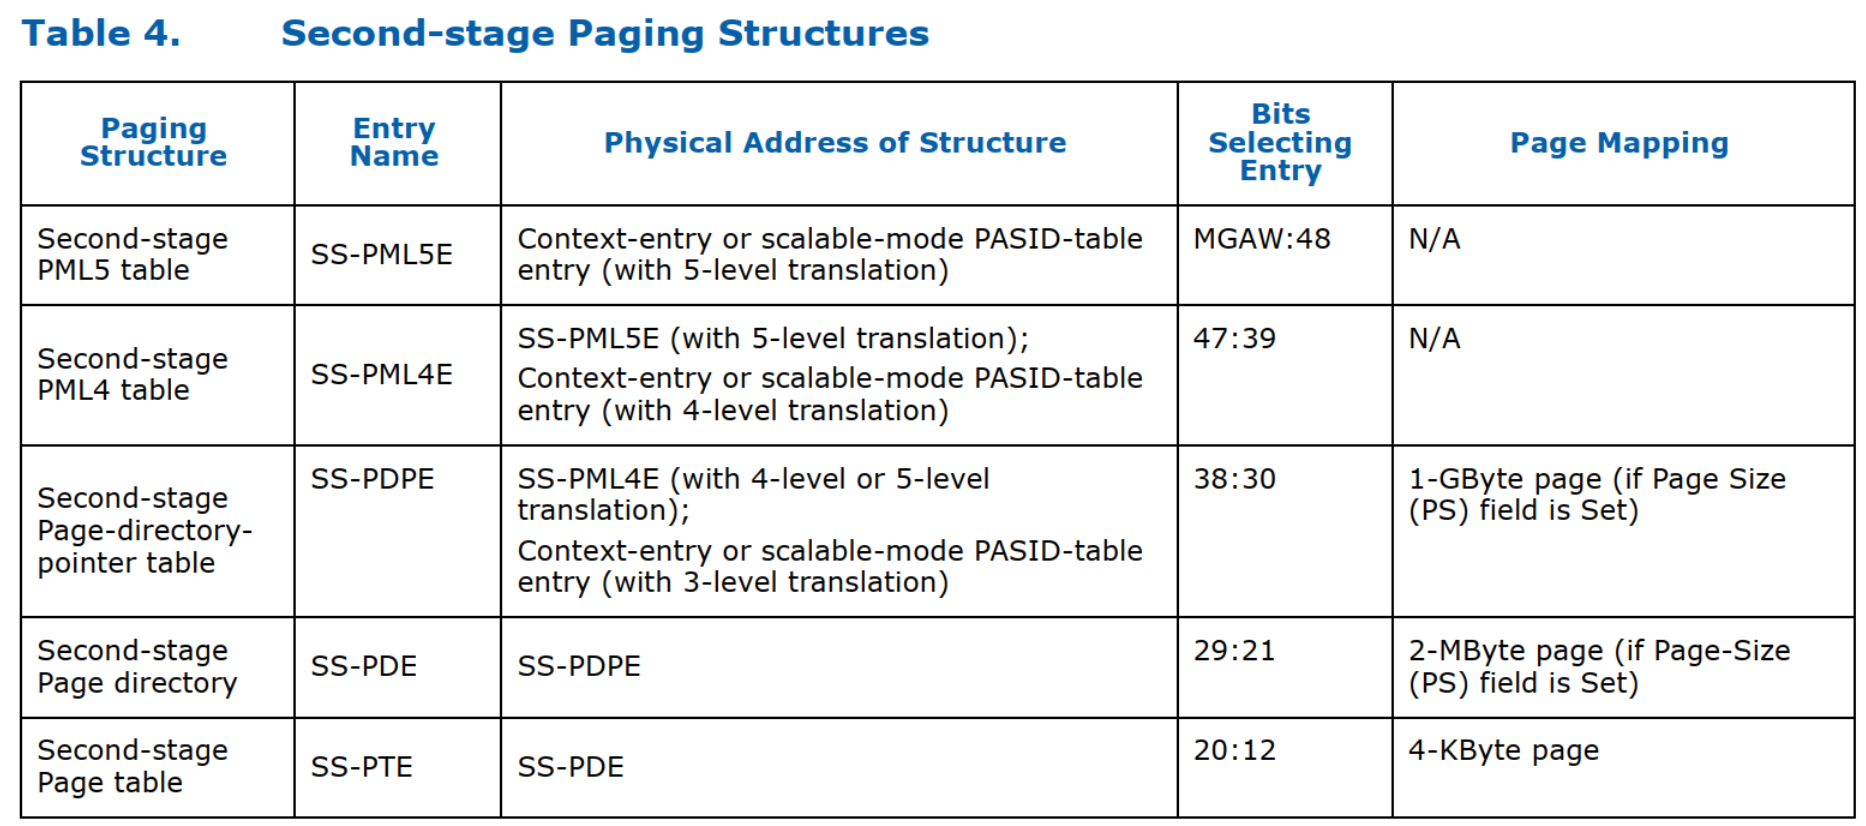 Table 4. Second-stage Paging Structures
Paging
Structure
Entry
Name
Physical Address of Structure
Bits
Selecting
Entry
Page Mapping
Second-stage
PML5 table
SS-PML5E
Context-entry or scalable-mode PASID-table
entry (with 5-level translation)
MGAW:48
N/A
Second-stage
PML4 table
SS-PML4E
SS-PML5E (with 5-level translation);
Context-entry or scalable-mode PASID-table
entry (with 4-level translation)
47:39
N/A
Second-stage
Page-directory-
pointer table
SS-PDPE
SS-PML4E (with 4-level or 5-level
translation);
Context-entry or scalable-mode PASID-table
entry (with 3-level translation)
38:30
1-GByte page (if Page Size
(PS) field is Set)
Second-stage
Page directory
SS-PDE
SS-PDPE
29:21
2-MByte page (if Page-Size
(PS) field is Set)
Second-stage
Page table
SS-PTE
SS-PDE
20:12
4-KByte page